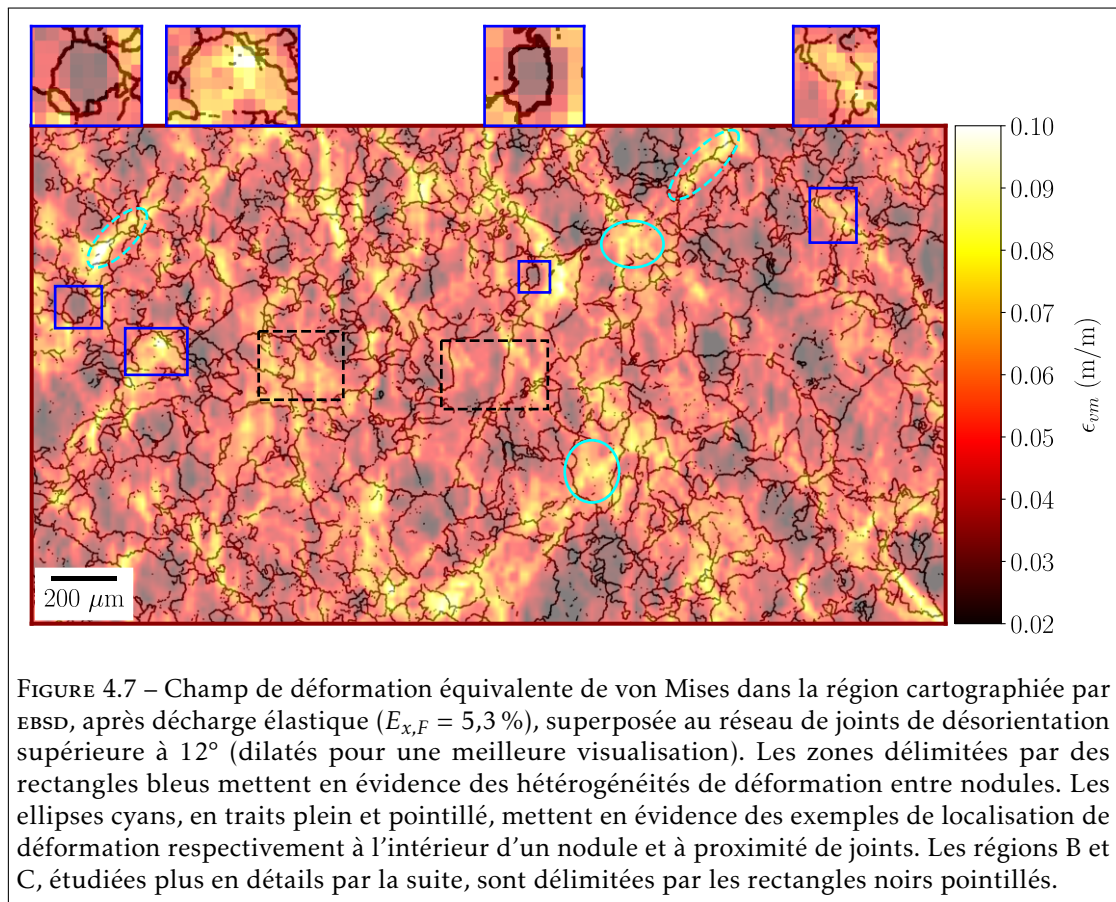 0.10
0.09
0.08
0.07
0.06
0.05
0.04
0.03
0.02
ϵvm (m/m)
200 µm
FIGURE 4.7 – Champ de déformation équivalente de von Mises dans la région cartographiée par
EBSD, après décharge élastique (Ex,F = 5,3 %), superposée au réseau de joints de désorientation
supérieure à 12° (dilatés pour une meilleure visualisation). Les zones délimitées par des
rectangles bleus mettent en évidence des hétérogénéités de déformation entre nodules. Les
ellipses cyans, en traits plein et pointillé, mettent en évidence des exemples de localisation de
déformation respectivement à l'intérieur d'un nodule et à proximité de joints. Les régions B et
C, étudiées plus en détails par la suite, sont délimitées par les rectangles noirs pointillés.